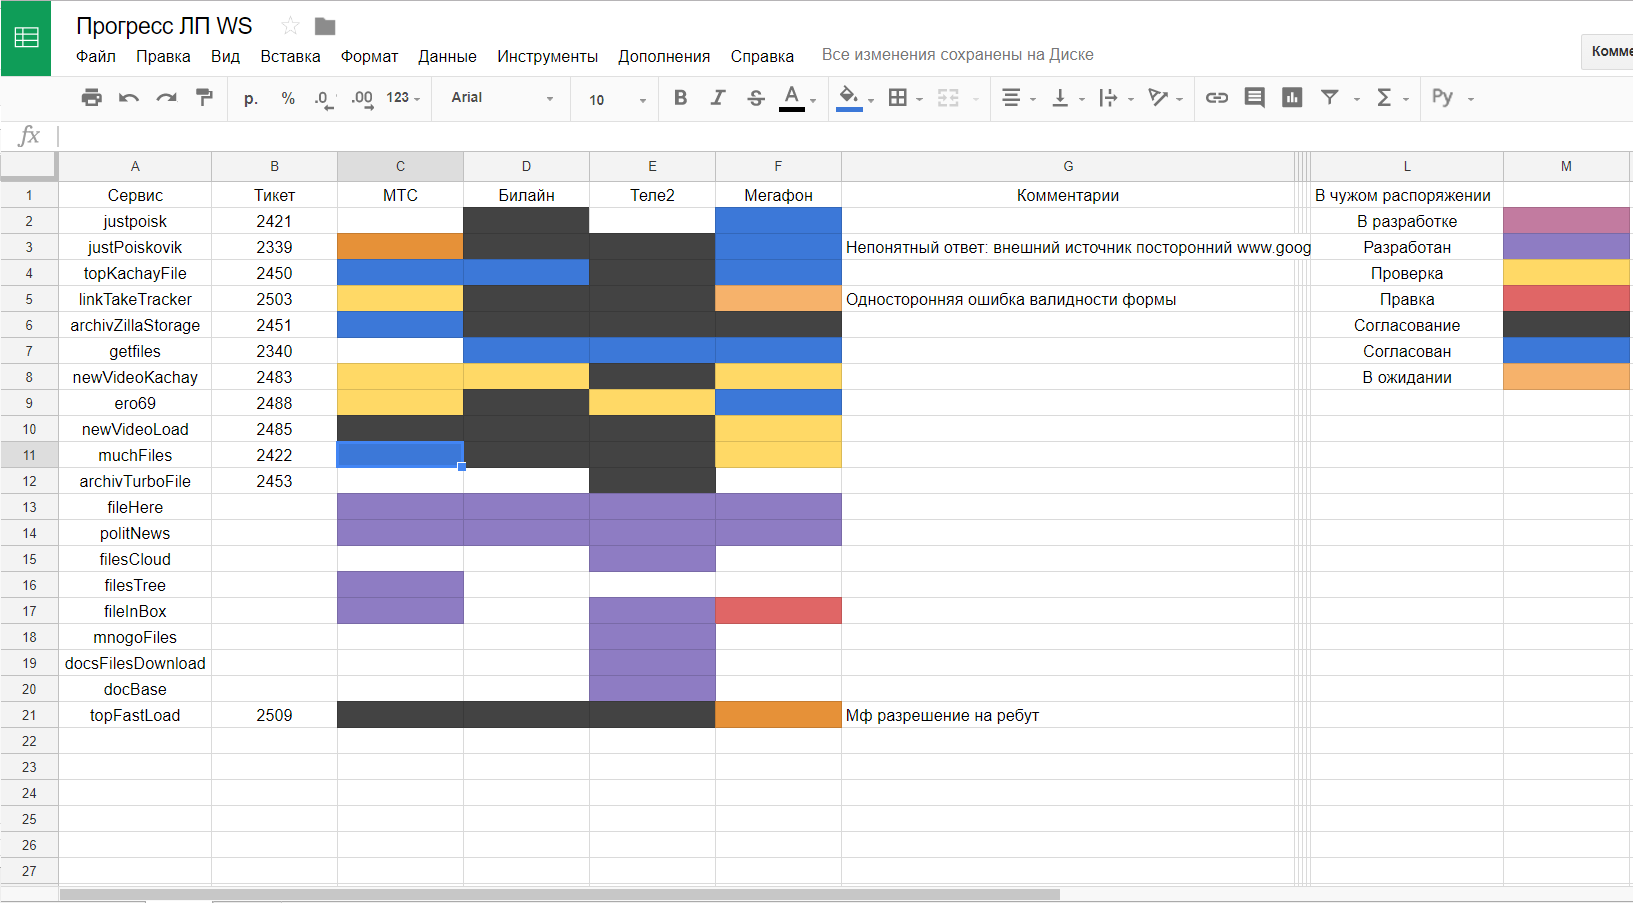 Прогресс ЛП WS
Файл Правка Вид Вставка Формат Данные Инструменты Дополнения Справка Все изменения сохранены на Диске
Комме
р. % .0 .00 123 Arial 10 B I S A Σ Ру
fx
A B C D E F G L M
1 Сервис Тикет МТС Билайн Теле2 Мегафон Комментарии В чужом распоряжении
2 justpoisk 2421 В разработке
3 justPoiskovik 2339 Непонятный ответ: внешний источник посторонний www.goog Разработан
4 topKachayFile 2450 Проверка
5 linkTakeTracker 2503 Односторонняя ошибка валидности формы Правка
6 archivZillaStorage 2451 Согласование
7 getfiles 2340 Согласован
8 newVideoKachay 2483 В ожидании
9 ero69 2488
10 newVideoLoad 2485
11 muchFiles 2422
12 archivTurboFile 2453
13 fileHere
14 politNews
15 filesCloud
16 filesTree
17 fileInBox
18 mnogoFiles
19 docsFilesDownload
20 docBase
21 topFastLoad 2509 Мф разрешение на ребут
22
23
24
25
26
27